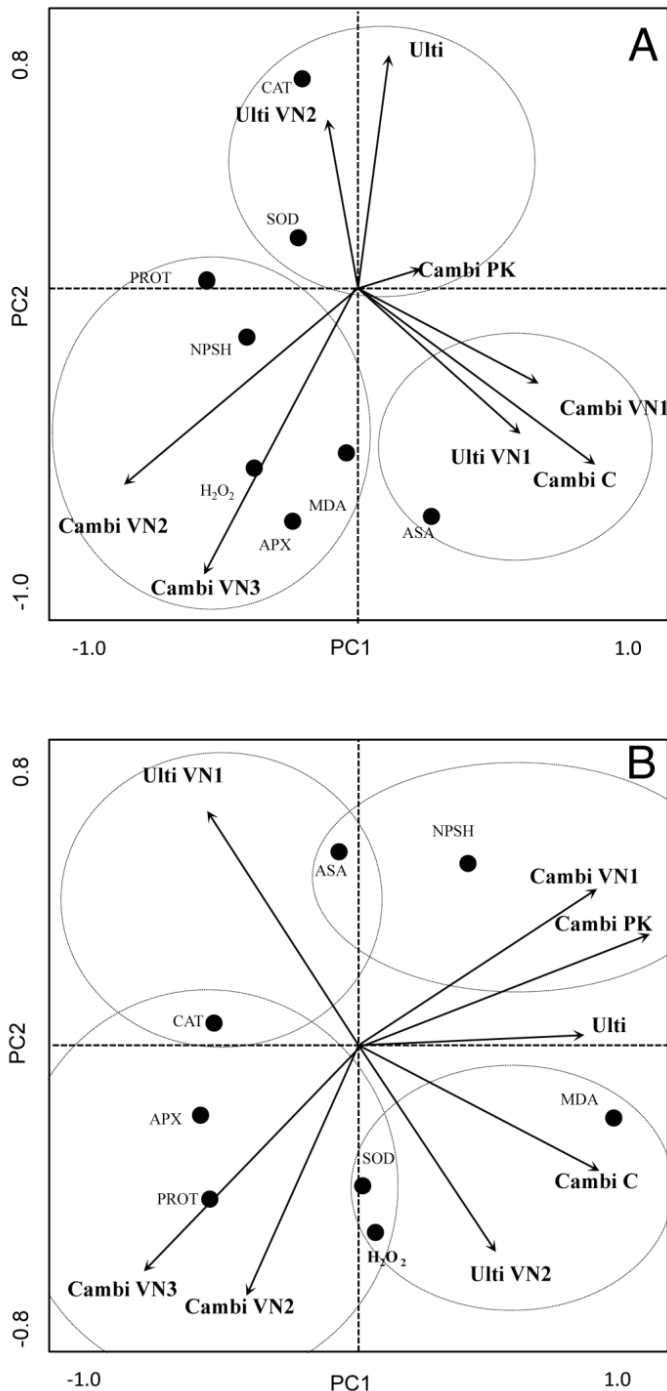 A
0.8
Ulti
CAT
Ulti VN2
SOD
PROT
Cambi PK
PC2
NPSH
Cambi VN1
Ulti VN1
Cambi C
H₂O₂
MDA
Cambi VN2
APX
ASA
Cambi VN3
-1.0
-1.0
PC1
1.0
B
0.8
Ulti VN1
NPSH
ASA
Cambi VN1
Cambi PK
CAT
Ulti
PC2
MDA
APX
SOD
Cambi C
PROT
H₂O₂
Ulti VN2
Cambi VN3
Cambi VN2
-0.8
-1.0
PC1
1.0